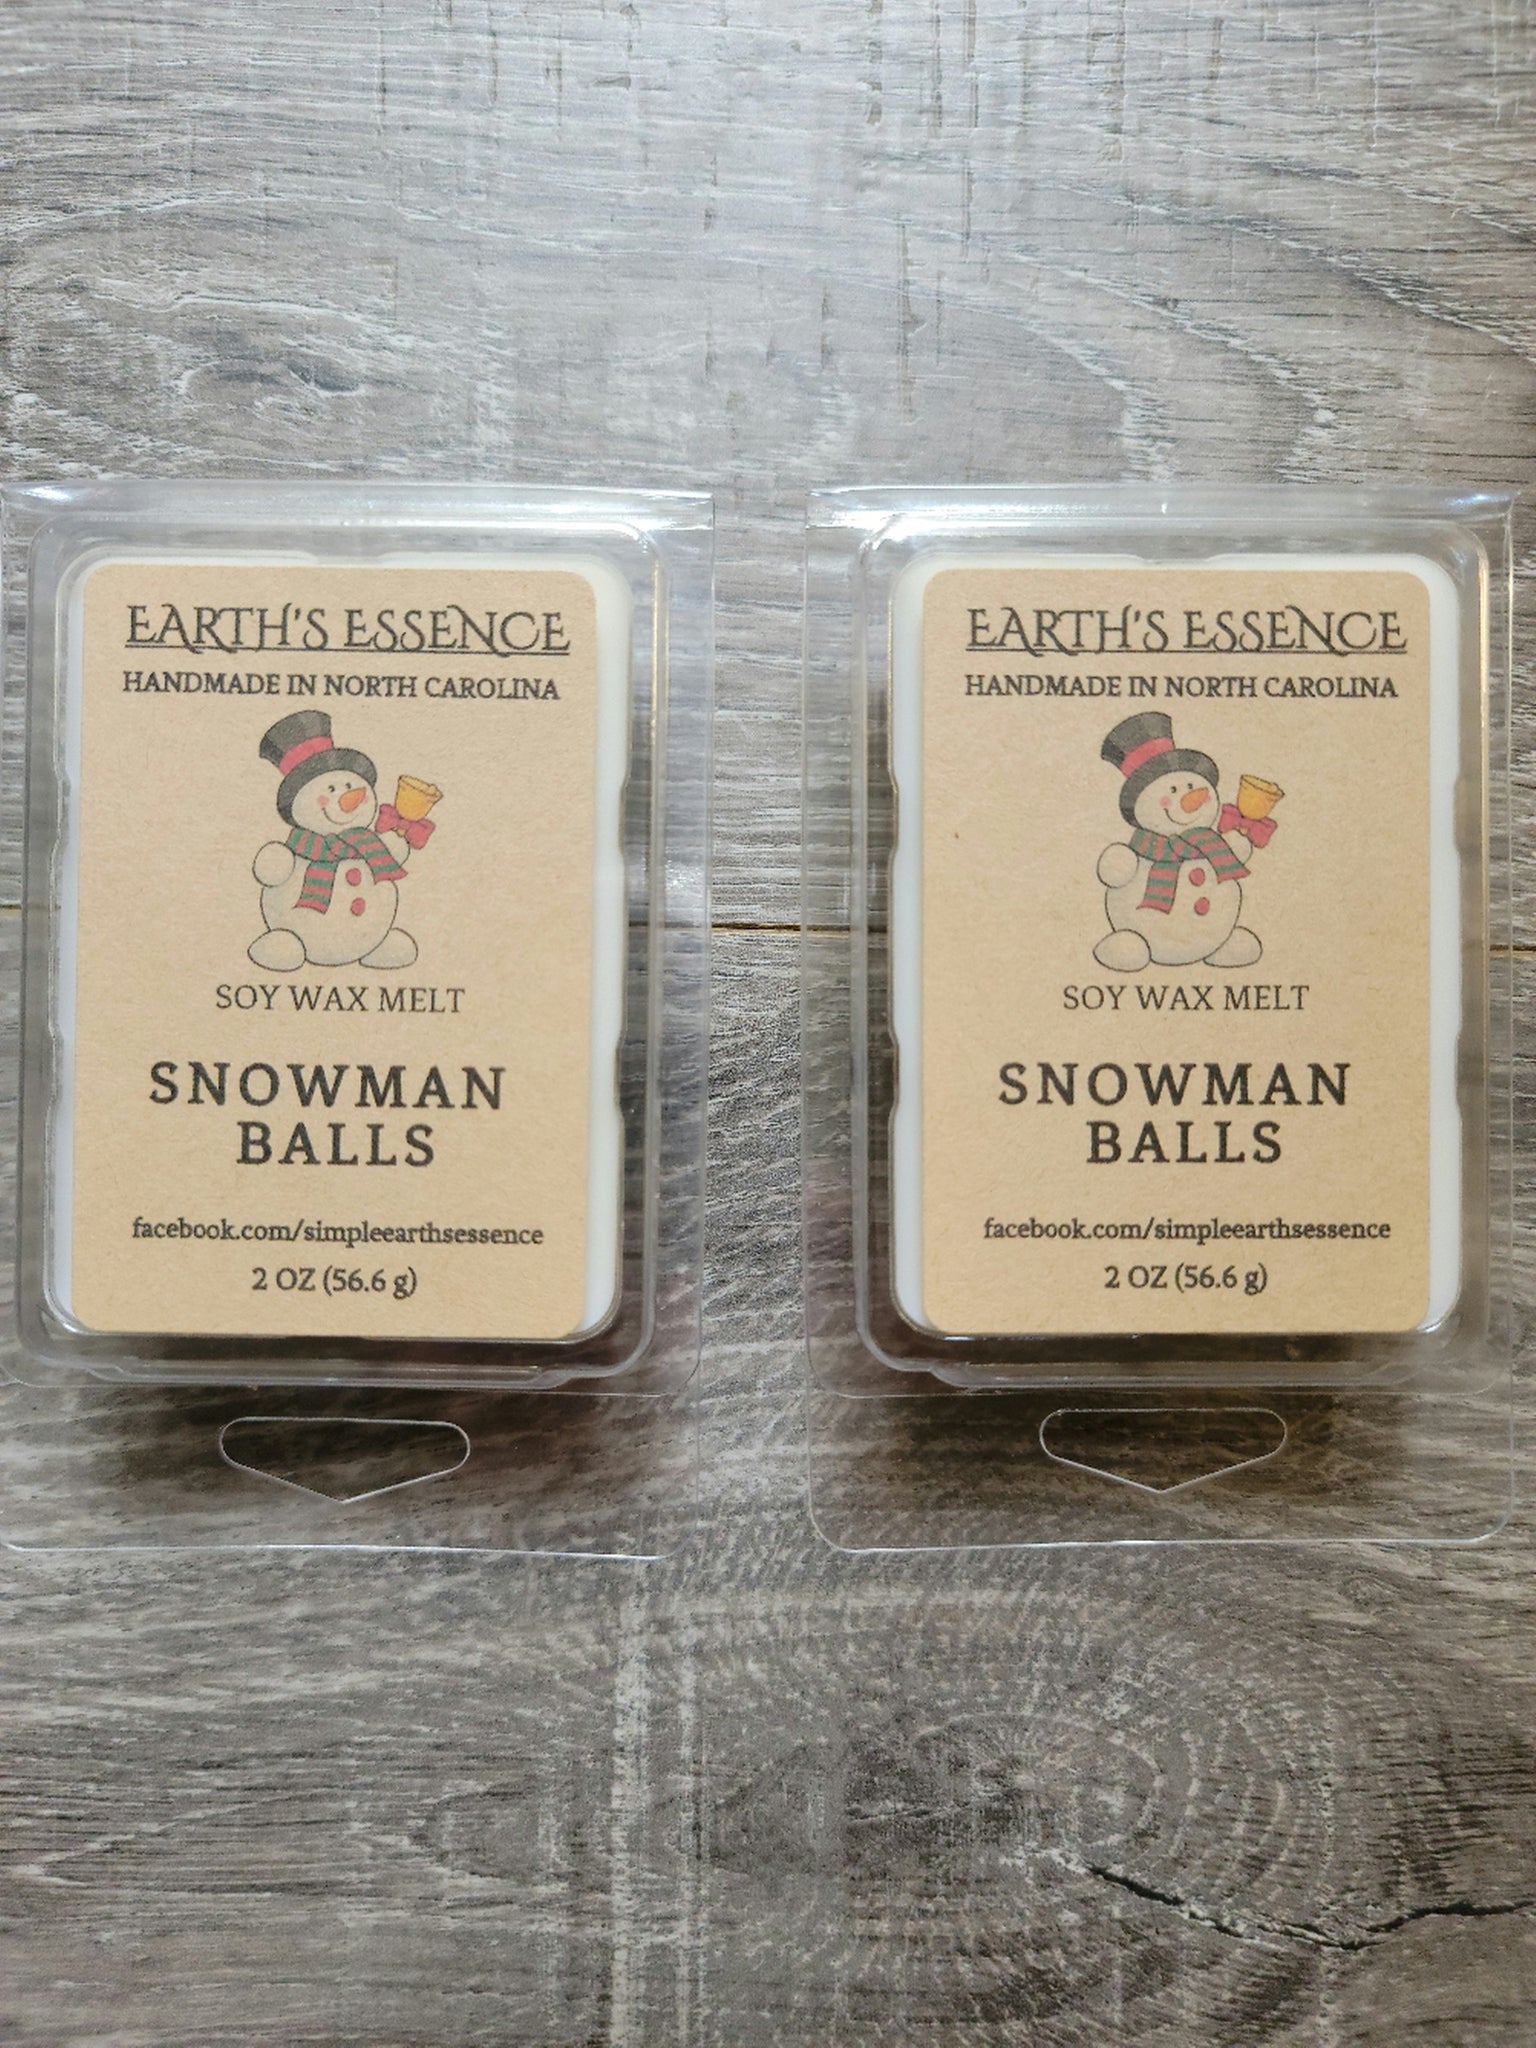 EARTH'S ESSENCE
HANDMADE IN NORTH CAROLINA
SOY WAX MELT
SNOWMAN
BALLS
facebook.com/simpleearthsessence
2 OZ (56.6 g)
EARTH'S ESSENCE
HANDMADE IN NORTH CAROLINA
SOY WAX MELT
SNOWMAN
BALLS
facebook.com/simpleearthsessence
2 OZ (56.6 g)